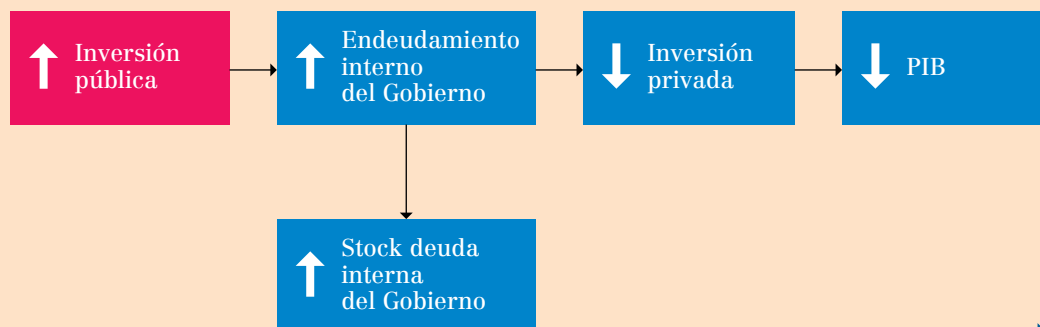 Inversión
pública
Endeudamiento
interno
del Gobierno
Inversión
privada
PIB
Stock deuda
interna
del Gobierno